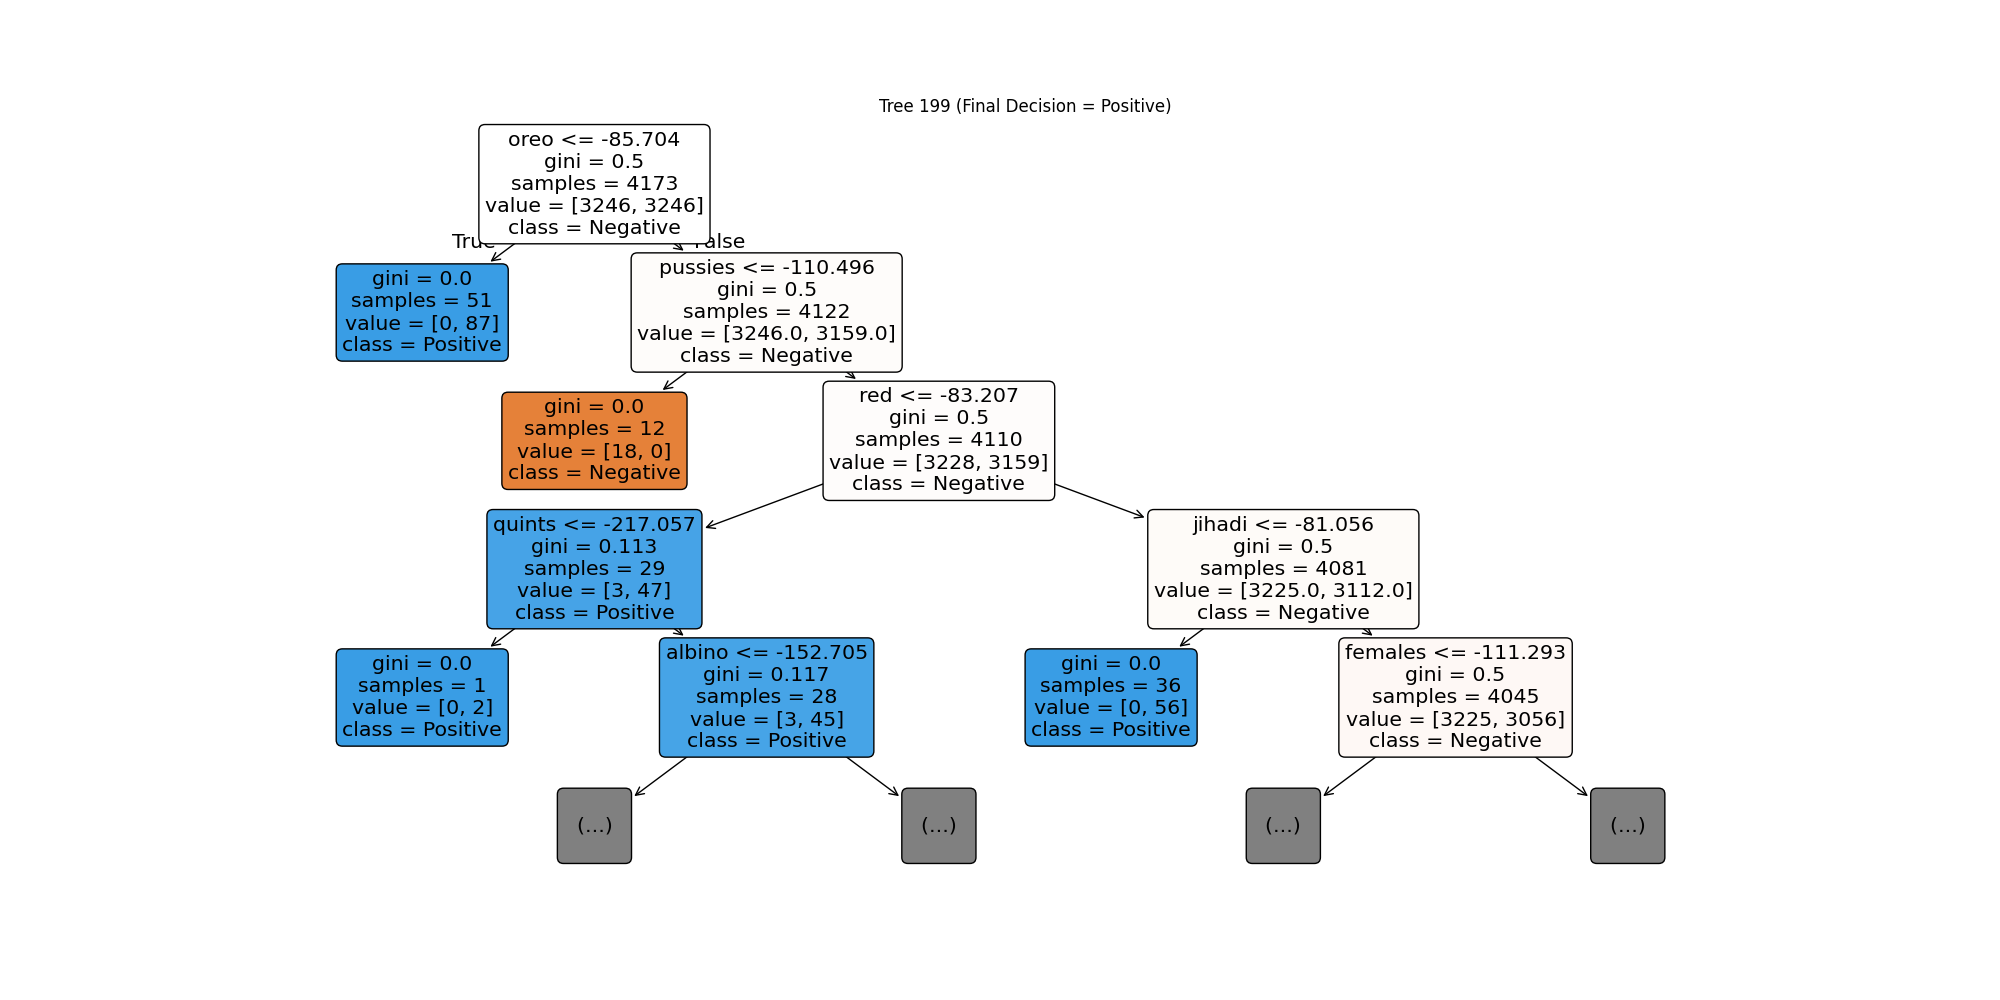 Tree 199 (Final Decision = Positive)
oreo <= -85.704
gini = 0.5
samples = 4173
value = [3246, 3246]
class = Negative
True
False
gini = 0.0
samples = 51
value = [0, 87]
class = Positive
pussies <= -110.496
gini = 0.5
samples = 4122
value = [3246.0, 3159.0]
class = Negative
gini = 0.0
samples = 12
value = [18, 0]
class = Negative
red <= -83.207
gini = 0.5
samples = 4110
value = [3228, 3159]
class = Negative
quints <= -217.057
gini = 0.113
samples = 29
value = [3, 47]
class = Positive
jihadi <= -81.056
gini = 0.5
samples = 4081
value = [3225.0, 3112.0]
class = Negative
gini = 0.0
samples = 1
value = [0, 2]
class = Positive
albino <= -152.705
gini = 0.117
samples = 28
value = [3, 45]
class = Positive
gini = 0.0
samples = 36
value = [0, 56]
class = Positive
females <= -111.293
gini = 0.5
samples = 4045
value = [3225, 3056]
class = Negative
(...)
(...)
(...)
(...)